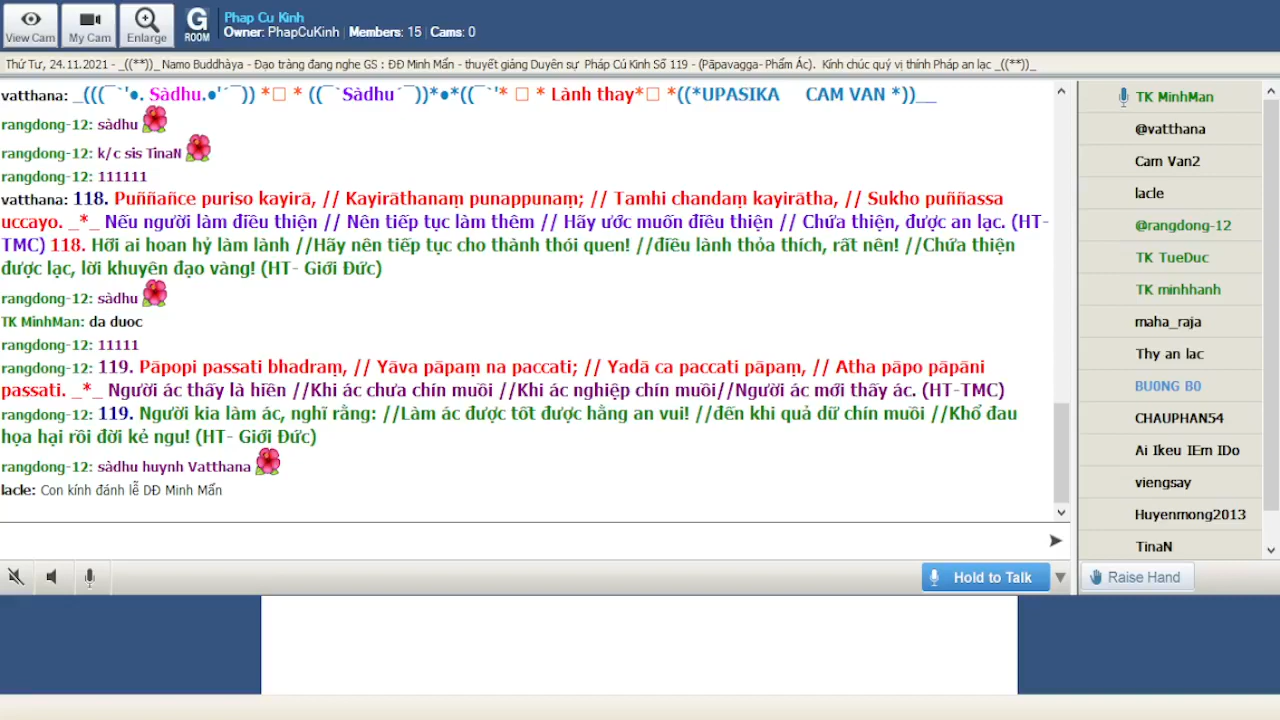 Phap Cu Kinh
Owner: PhapCuKinh | Members: 15 | Cams: 0
View Cam
My Cam
Enlarge
G ROOM
Thứ Tư, 24.11.2021 - _((**))_ Namo Buddhàya - Đạo tràng đang nghe GS : ĐĐ Minh Mẫn - thuyết giảng Duyên sự Pháp Cú Kinh Số 119 - (Pāpavagga- Phẩm Ác). Kính chúc quý vị thính Pháp an lạc _((**))_
vatthana: _(((¯`'●. Sàdhu.●'´¯)) *□ * ((¯`Sàdhu´¯))*●*((¯`'* □ * Lành thay*□ *((*UPASIKA CAM VAN *))__
rangdong-12: sàdhu
rangdong-12: k/c sis TinaN
rangdong-12: 111111
vatthana: 118. Puññañce puriso kayirā, // Kayirāthanaṃ punappunaṃ; // Tamhi chandaṃ kayirātha, // Sukho puññassa
uccayo. _*_ Nếu người làm điều thiện // Nên tiếp tục làm thêm // Hãy ước muốn điều thiện // Chứa thiện, được an lạc. (HT-
TMC) 118. Hỡi ai hoan hỷ làm lành //Hãy nên tiếp tục cho thành thói quen! //điều lành thỏa thích, rất nên! //Chứa thiện
được lạc, lời khuyên đạo vàng! (HT- Giới Đức)
rangdong-12: sàdhu
TK MinhMan: da duoc
rangdong-12: 11111
rangdong-12: 119. Pāpopi passati bhadraṃ, // Yāva pāpaṃ na paccati; // Yadā ca paccati pāpaṃ, // Atha pāpo pāpāni
passati. _*_ Người ác thấy là hiền //Khi ác chưa chín muồi //Khi ác nghiệp chín muồi//Người ác mới thấy ác. (HT-TMC)
rangdong-12: 119. Người kia làm ác, nghĩ rằng: //Làm ác được tốt được hằng an vui! //đến khi quả dữ chín muồi //Khổ đau
họa hại rồi đời kẻ ngu! (HT- Giới Đức)
rangdong-12: sàdhu huynh Vatthana
lacle: Con kính đánh lễ DĐ Minh Mẫn
TK MinhMan
@vatthana
Cam Van2
lacle
@rangdong-12
TK TueDuc
TK minhhanh
maha_raja
Thy an lac
BU0NG B0
CHAUPHAN54
Ai Ikeu IEm IDo
viengsay
Huyenmong2013
TinaN
Hold to Talk
Raise Hand